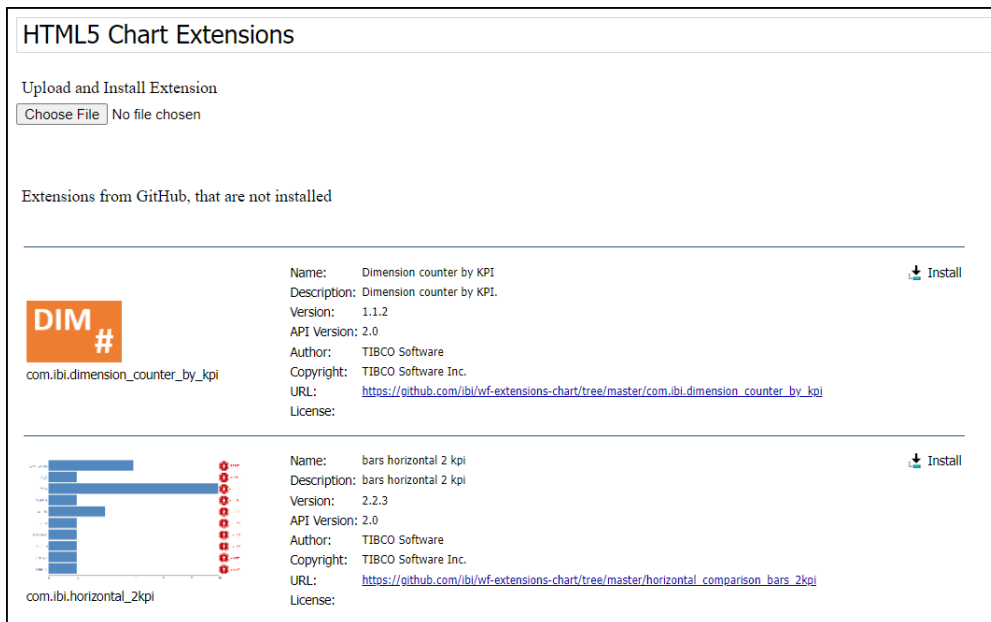 HTML5 Chart Extensions
Upload and Install Extension
Choose File No file chosen
Extensions from GitHub, that are not installed
DIM
#
com.ibi.dimension_counter_by_kpi
Name: Dimension counter by KPI
Description: Dimension counter by KPI.
Version: 1.1.2
API Version: 2.0
Author: TIBCO Software
Copyright: TIBCO Software Inc.
URL: https://github.com/ibi/wf-extensions-chart/tree/master/com.ibi.dimension_counter_by_kpi
License:
Install
com.ibi.horizontal_2kpi
Name: bars horizontal 2 kpi
Description: bars horizontal 2 kpi
Version: 2.2.3
API Version: 2.0
Author: TIBCO Software
Copyright: TIBCO Software Inc.
URL: https://github.com/ibi/wf-extensions-chart/tree/master/horizontal_comparison_bars_2kpi
License:
Install